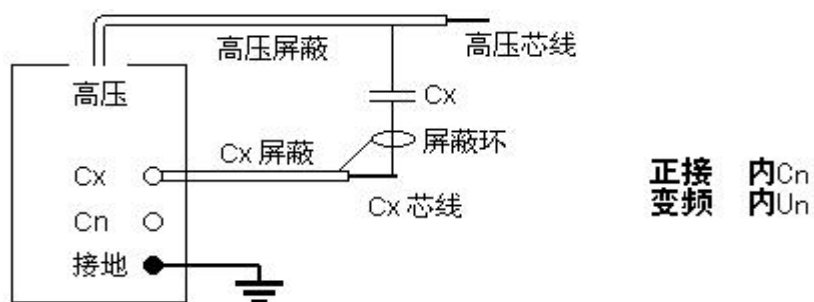 高压屏蔽
高压芯线
高压
Cx
屏蔽环
Cx 屏蔽
Cx
Cx 芯线
Cn
接地
正接 内Cn
变频 内Un